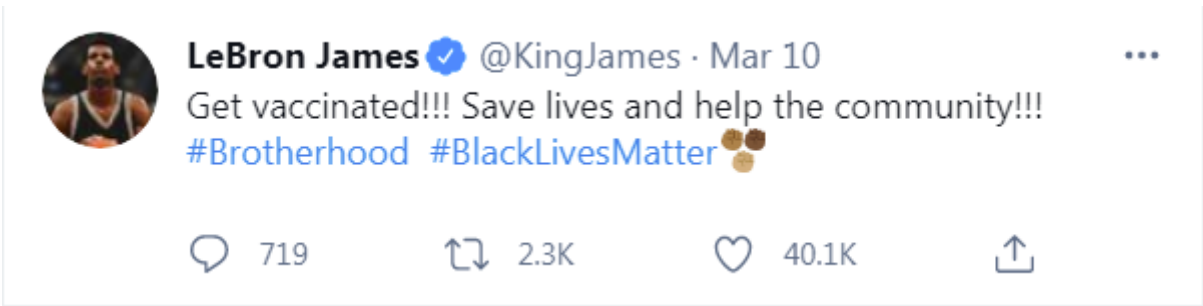 LeBron James @KingJames · Mar 10
Get vaccinated!!! Save lives and help the community!!!
#Brotherhood #BlackLivesMatter
719 2.3K 40.1K